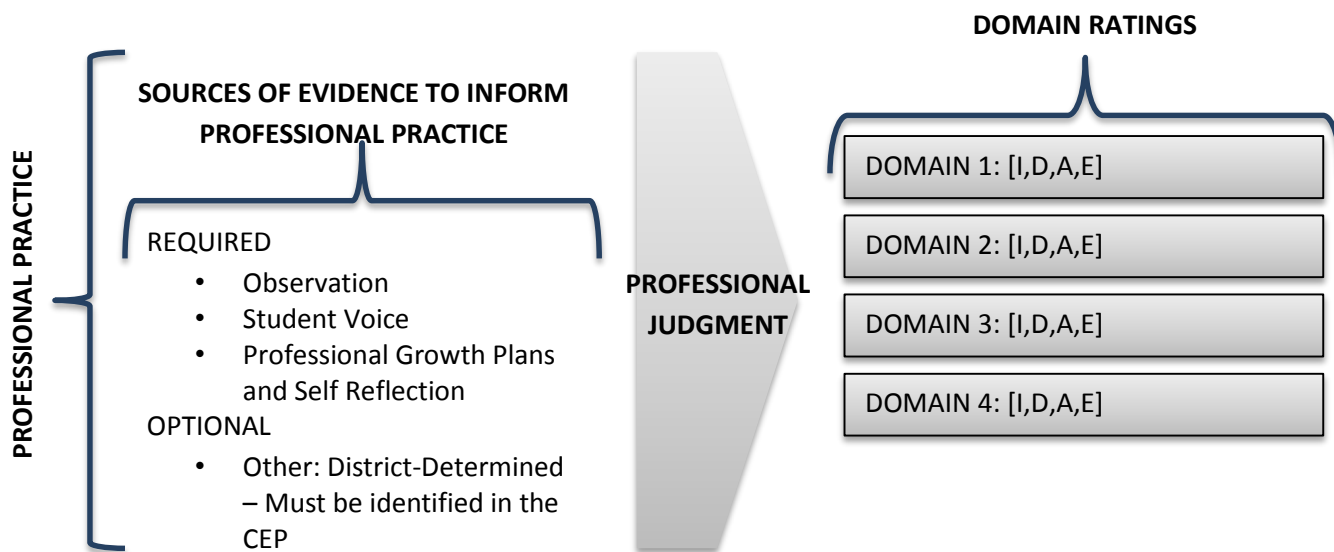 PROFESSIONAL PRACTICE
SOURCES OF EVIDENCE TO INFORM
PROFESSIONAL PRACTICE
REQUIRED
• Observation
• Student Voice
• Professional Growth Plans
and Self Reflection
OPTIONAL
• Other: District-Determined
– Must be identified in the
CEP
PROFESSIONAL
JUDGMENT
DOMAIN RATINGS
DOMAIN 1: [I,D,A,E]
DOMAIN 2: [I,D,A,E]
DOMAIN 3: [I,D,A,E]
DOMAIN 4: [I,D,A,E]